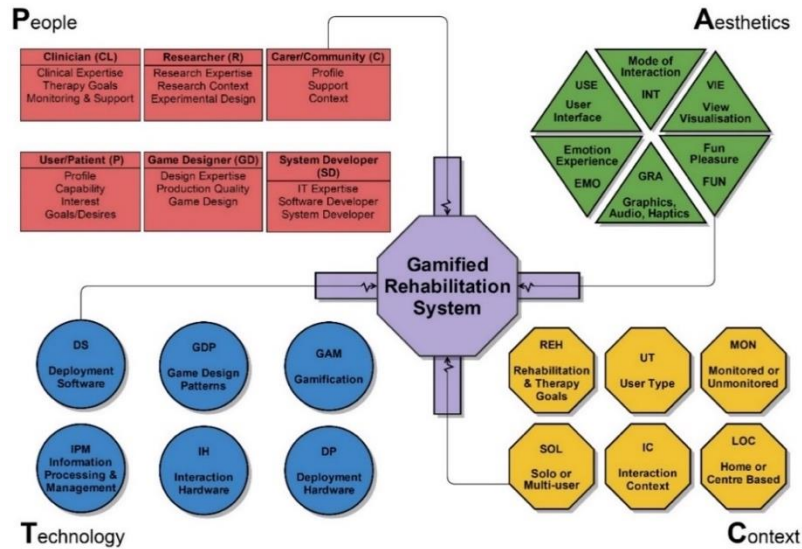 People
Clinician (CL)
Clinical Expertise
Therapy Goals
Monitoring & Support
Researcher (R)
Research Expertise
Research Context
Experimental Design
Carer/Community (C)
Profile
Support
Context
User/Patient (P)
Profile
Capability
Interest
Goals/Desires
Game Designer (GD)
Design Expertise
Production Quality
Game Design
System Developer
(SD)
IT Expertise
Software Developer
System Developer
Aesthetics
USE
User
Interface
Mode of
Interaction
INT
VIE
View
Visualisation
Emotion
Experience
EMO
GRA
Graphics,
Audio, Haptics
Fun
Pleasure
FUN
Gamified
Rehabilitation
System
DS
Deployment
Software
GDP
Game Design
Patterns
GAM
Gamification
iPM
Information
Processing &
Management
IH
Interaction
Hardware
DP
Deployment
Hardware
Technology
REH
Rehabilitation
& Therapy
Goals
UT
User Type
MON
Monitored or
Unmonitored
SOL
Solo or
Multi-user
IC
Interaction
Context
LOC
Home or
Centre Based
Context